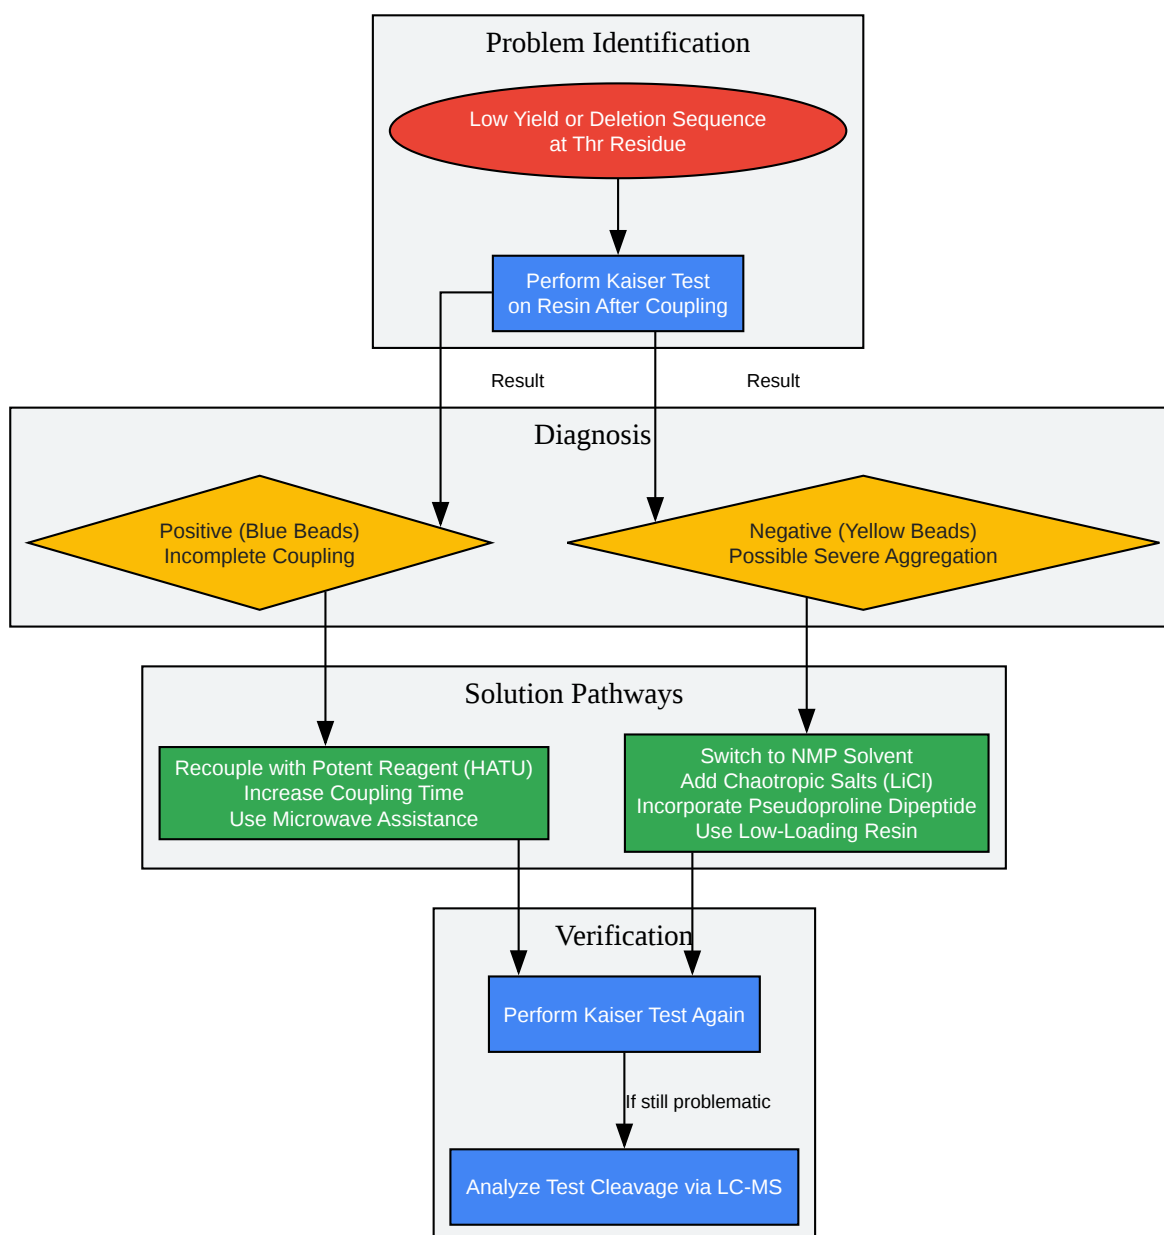 Problem Identification
Low Yield or Deletion Sequence
at Thr Residue
Perform Kaiser Test
on Resin After Coupling
Result
Result
Diagnosis
Positive (Blue Beads)
Incomplete Coupling
Negative (Yellow Beads)
Possible Severe Aggregation
Solution Pathways
Recouple with Potent Reagent (HATU)
Increase Coupling Time
Use Microwave Assistance
Switch to NMP Solvent
Add Chaotropic Salts (LiCl)
Incorporate Pseudoproline Dipeptide
Use Low-Loading Resin
Verification
Perform Kaiser Test Again
If still problematic
Analyze Test Cleavage via LC-MS